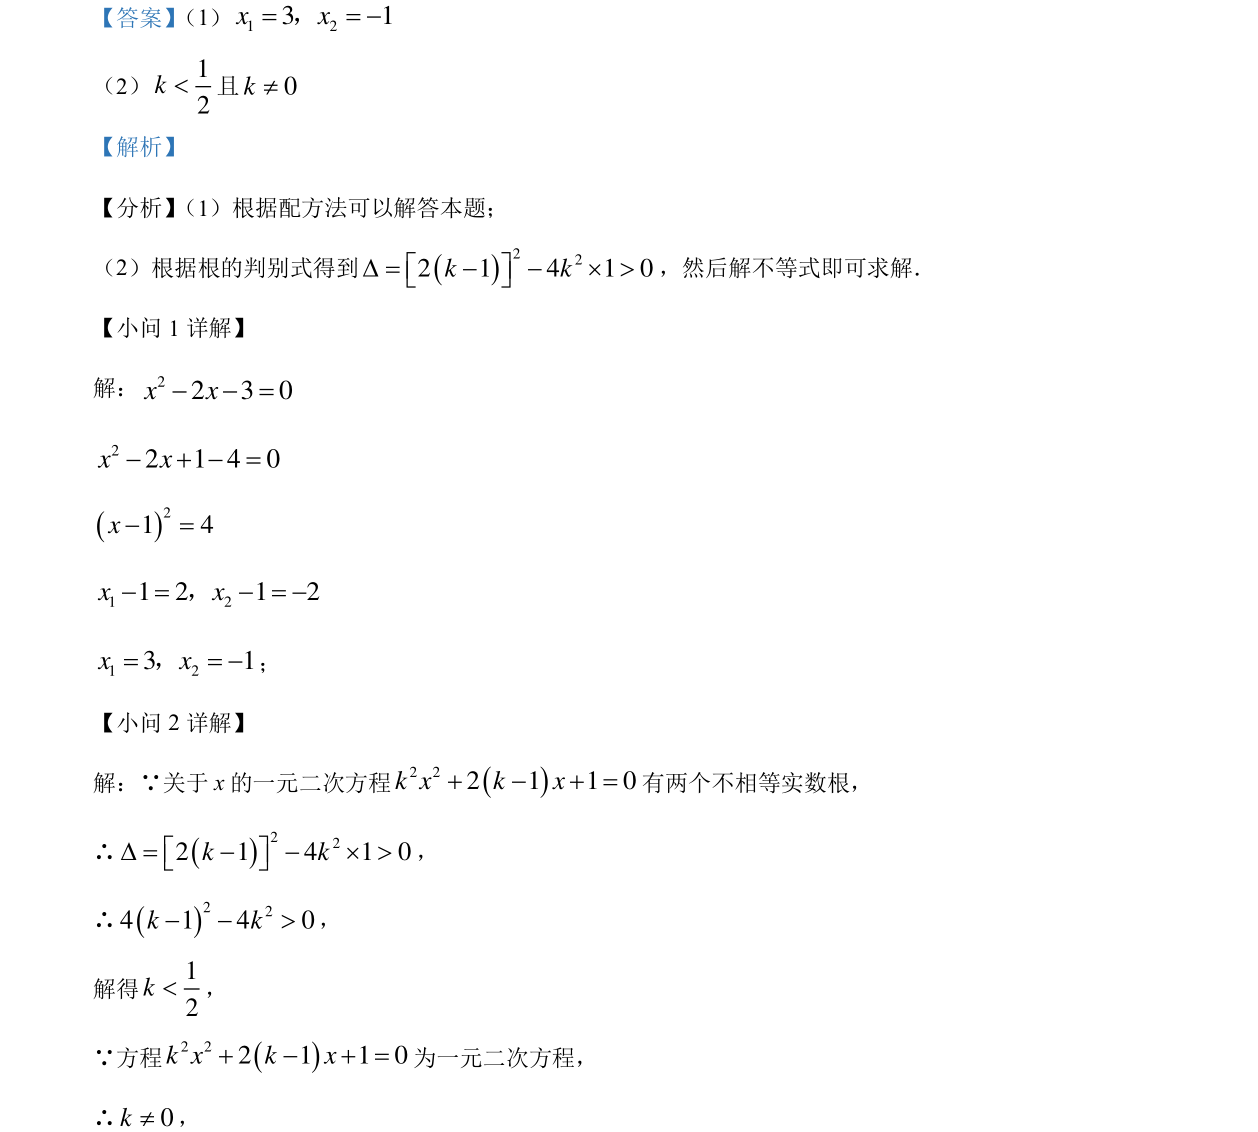 【答案】（1）x₁ = 3，x₂ = −1
（2）k < 1/2 且 k ≠ 0
【解析】
【分析】（1）根据配方法可以解答本题；
（2）根据根的判别式得到 Δ = [2(k−1)]² − 4k² × 1 > 0，然后解不等式即可求解．
【小问 1 详解】
解： x² − 2x − 3 = 0
x² − 2x + 1 − 4 = 0
(x−1)² = 4
x₁ − 1 = 2，x₂ − 1 = −2
x₁ = 3，x₂ = −1；
【小问 2 详解】
解：∵关于 x 的一元二次方程 k²x² + 2(k−1)x + 1 = 0 有两个不相等实数根，
∴ Δ = [2(k−1)]² − 4k² × 1 > 0，
∴ 4(k−1)² − 4k² > 0，
解得 k < 1/2，
∵方程 k²x² + 2(k−1)x + 1 = 0 为一元二次方程，
∴ k ≠ 0，